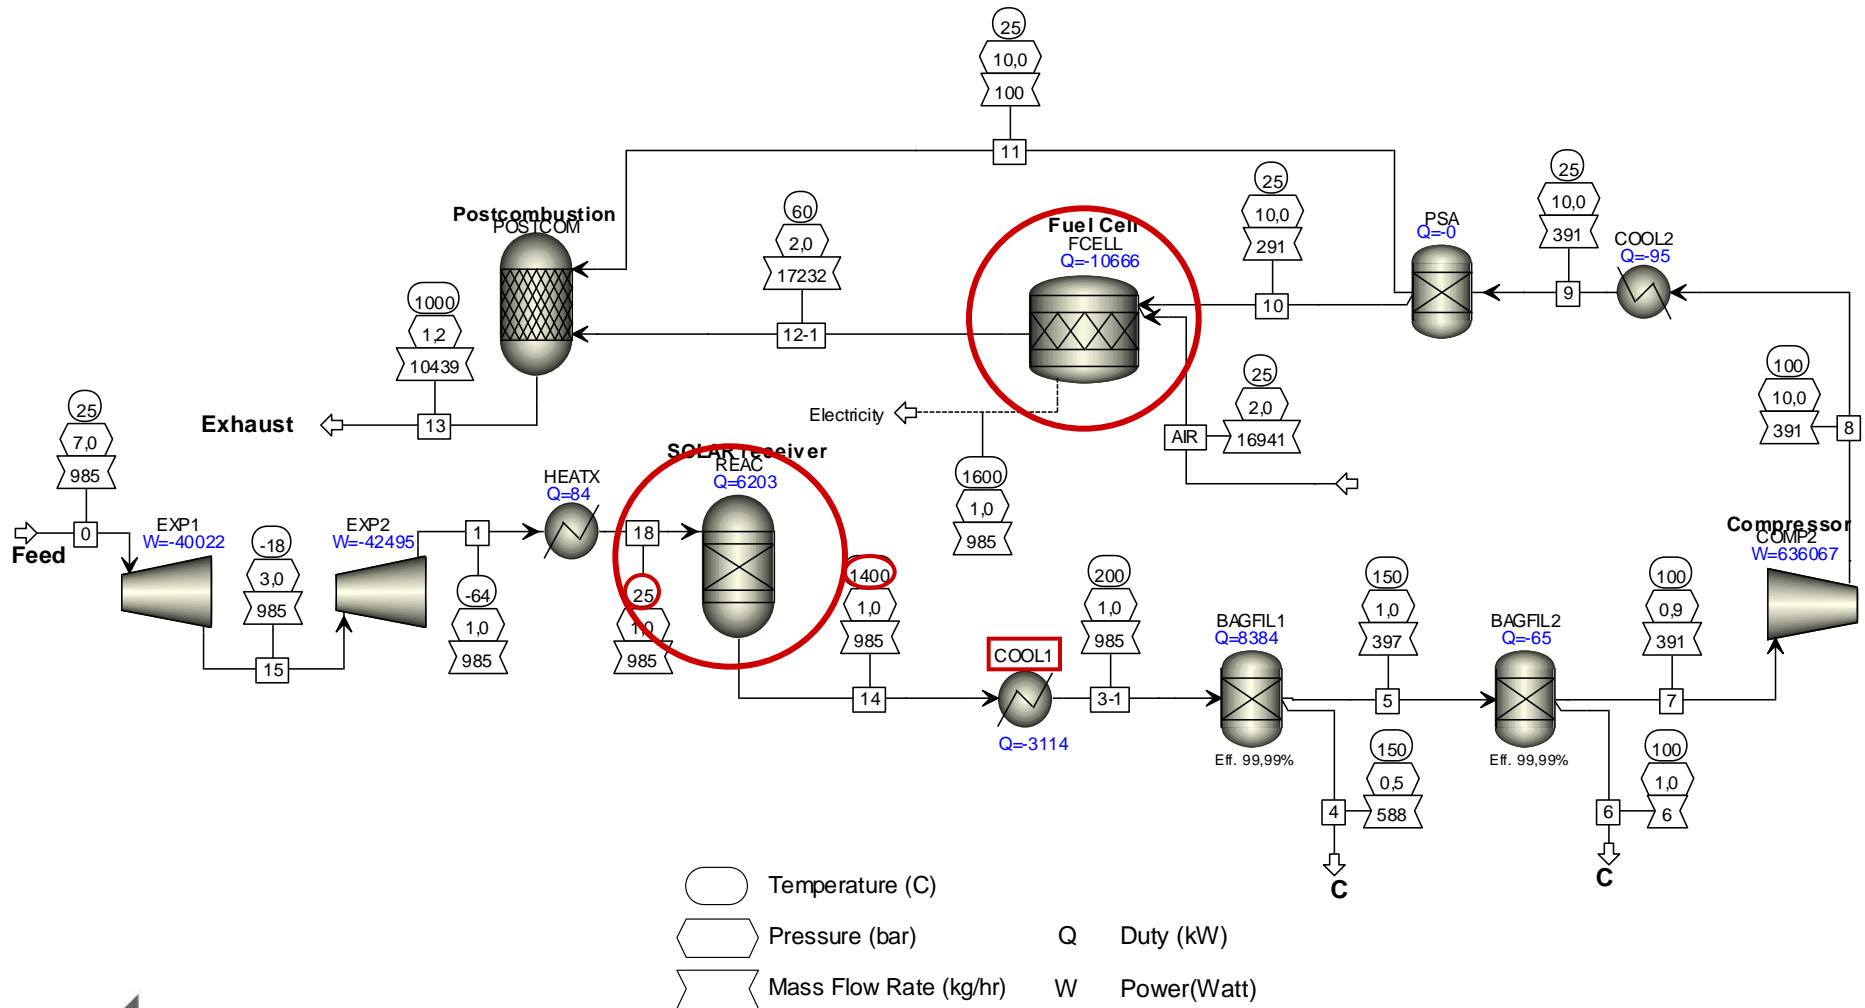 25
10,0
100
11
Postcombustion
POSTCOM
60
2,0
17232
12-1
Fuel Cell
FCELL
Q=-10666
25
10,0
291
10
PSA
Q=-0
25
10,0
391
9
COOL2
Q=-95
1000
1,2
10439
13
Exhaust
Electricity
1600
1,0
985
AIR
25
2,0
16941
100
10,0
391
8
25
7,0
985
0
Feed
EXP1
W=-40022
-18
3,0
985
15
EXP2
W=-42495
1
-64
1,0
985
HEATX
Q=84
18
25
1,0
985
SOLAR receiver
REAC
Q=6203
1400
1,0
985
14
COOL1
Q=-3114
200
1,0
985
3-1
BAGFIL1
Q=8384
Eff. 99,99%
150
1,0
397
5
150
0,5
588
4
C
BAGFIL2
Q=-65
Eff. 99,99%
100
0,9
391
7
100
1,0
6
6
C
Compressor
COMP2
W=636067
Temperature (C)
Pressure (bar)
Q Duty (kW)
Mass Flow Rate (kg/hr)
W Power(Watt)